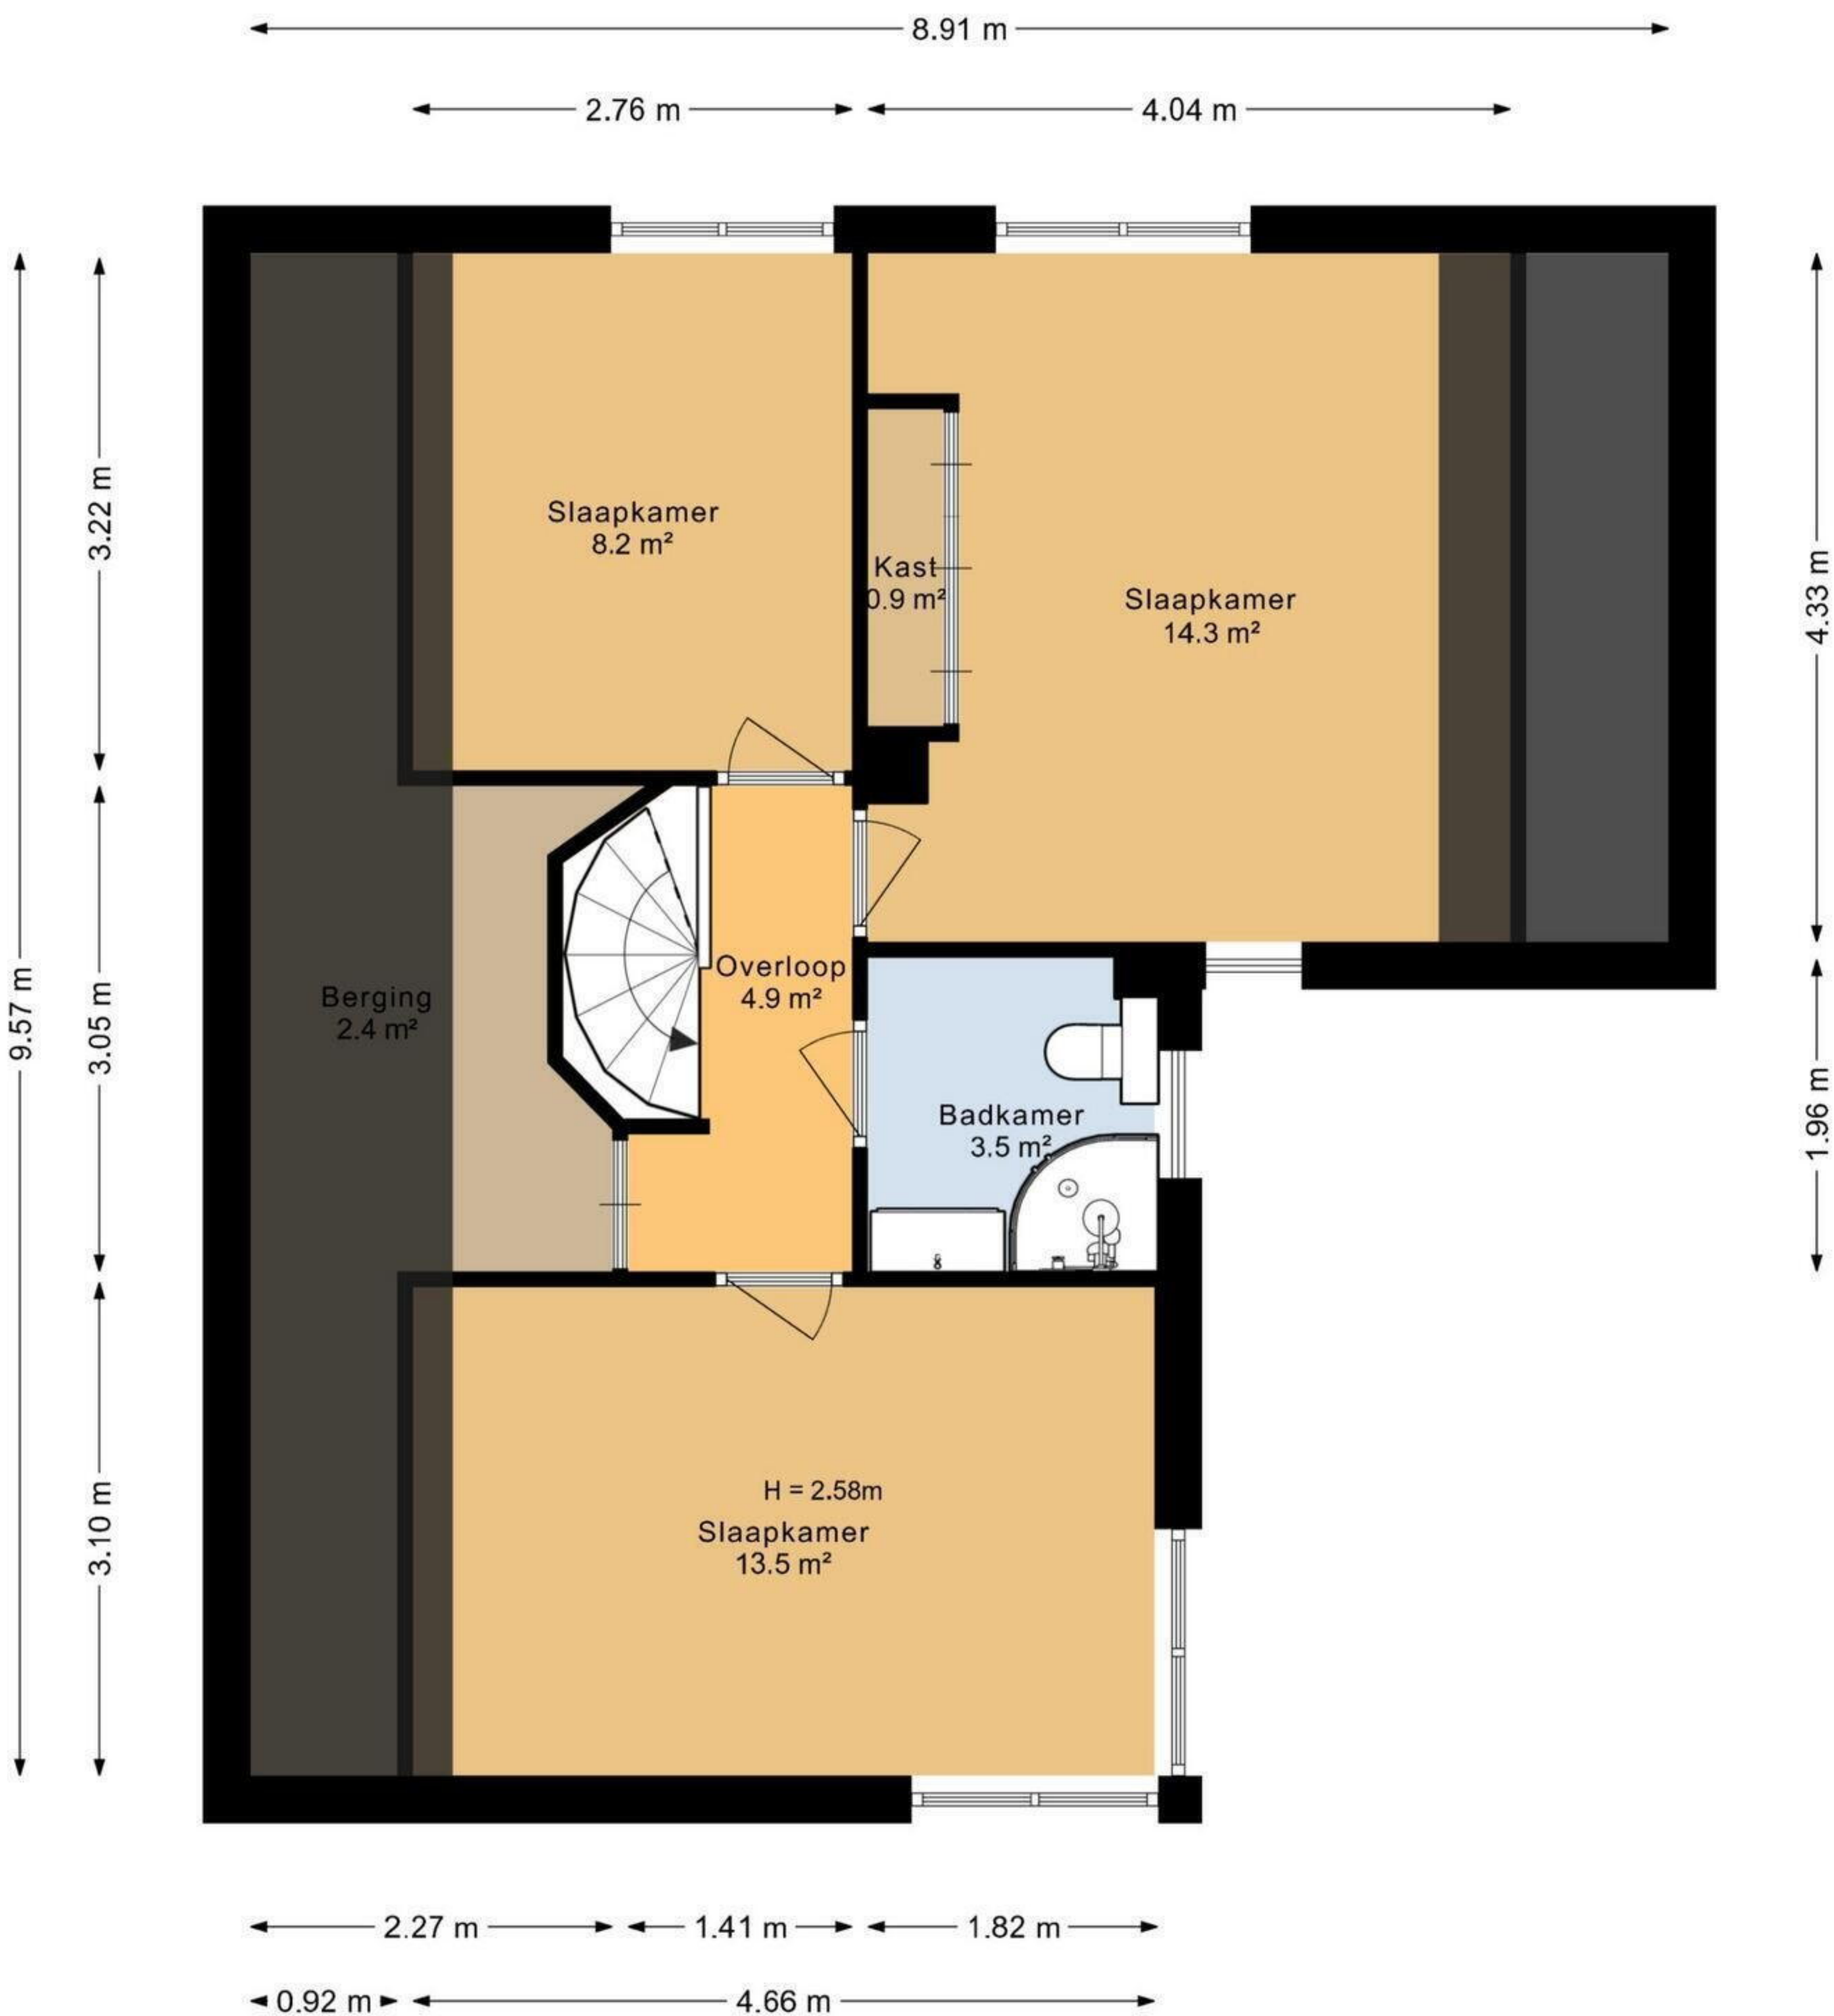 8.91 m
2.76 m
4.04 m
3.22 m
4.33 m
Slaapkamer
8.2 m²
Kast
0.9 m²
Slaapkamer
14.3 m²
9.57 m
3.05 m
Berging
2.4 m²
Overloop
4.9 m²
Badkamer
3.5 m²
1.96 m
3.10 m
H = 2.58m
Slaapkamer
13.5 m²
2.27 m
1.41 m
1.82 m
0.92 m
4.66 m